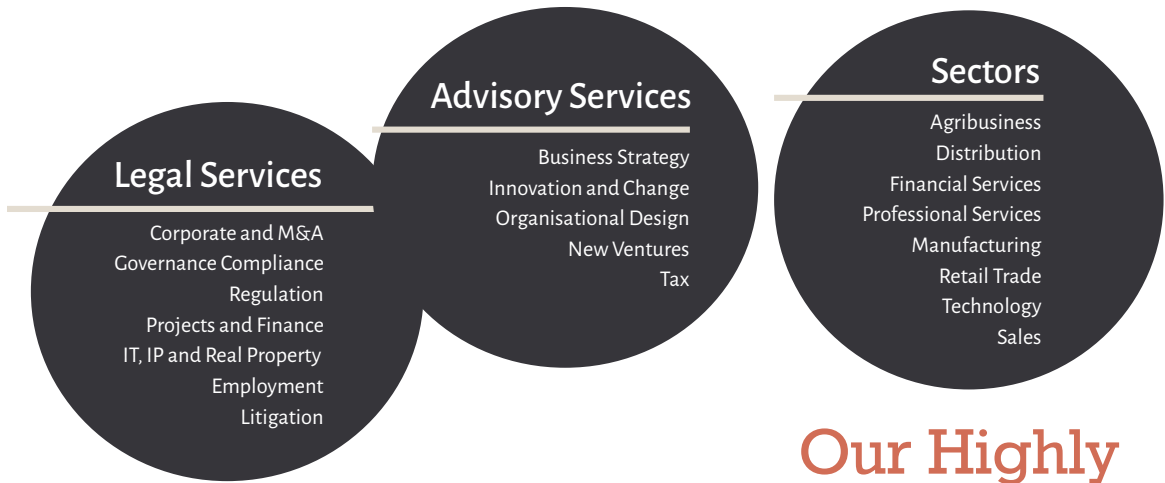 Legal Services
Corporate and M&A
Governance Compliance
Regulation
Projects and Finance
IT, IP and Real Property
Employment
Litigation
Advisory Services
Business Strategy
Innovation and Change
Organisational Design
New Ventures
Tax
Sectors
Agribusiness
Distribution
Financial Services
Professional Services
Manufacturing
Retail Trade
Technology
Sales
Our Highly